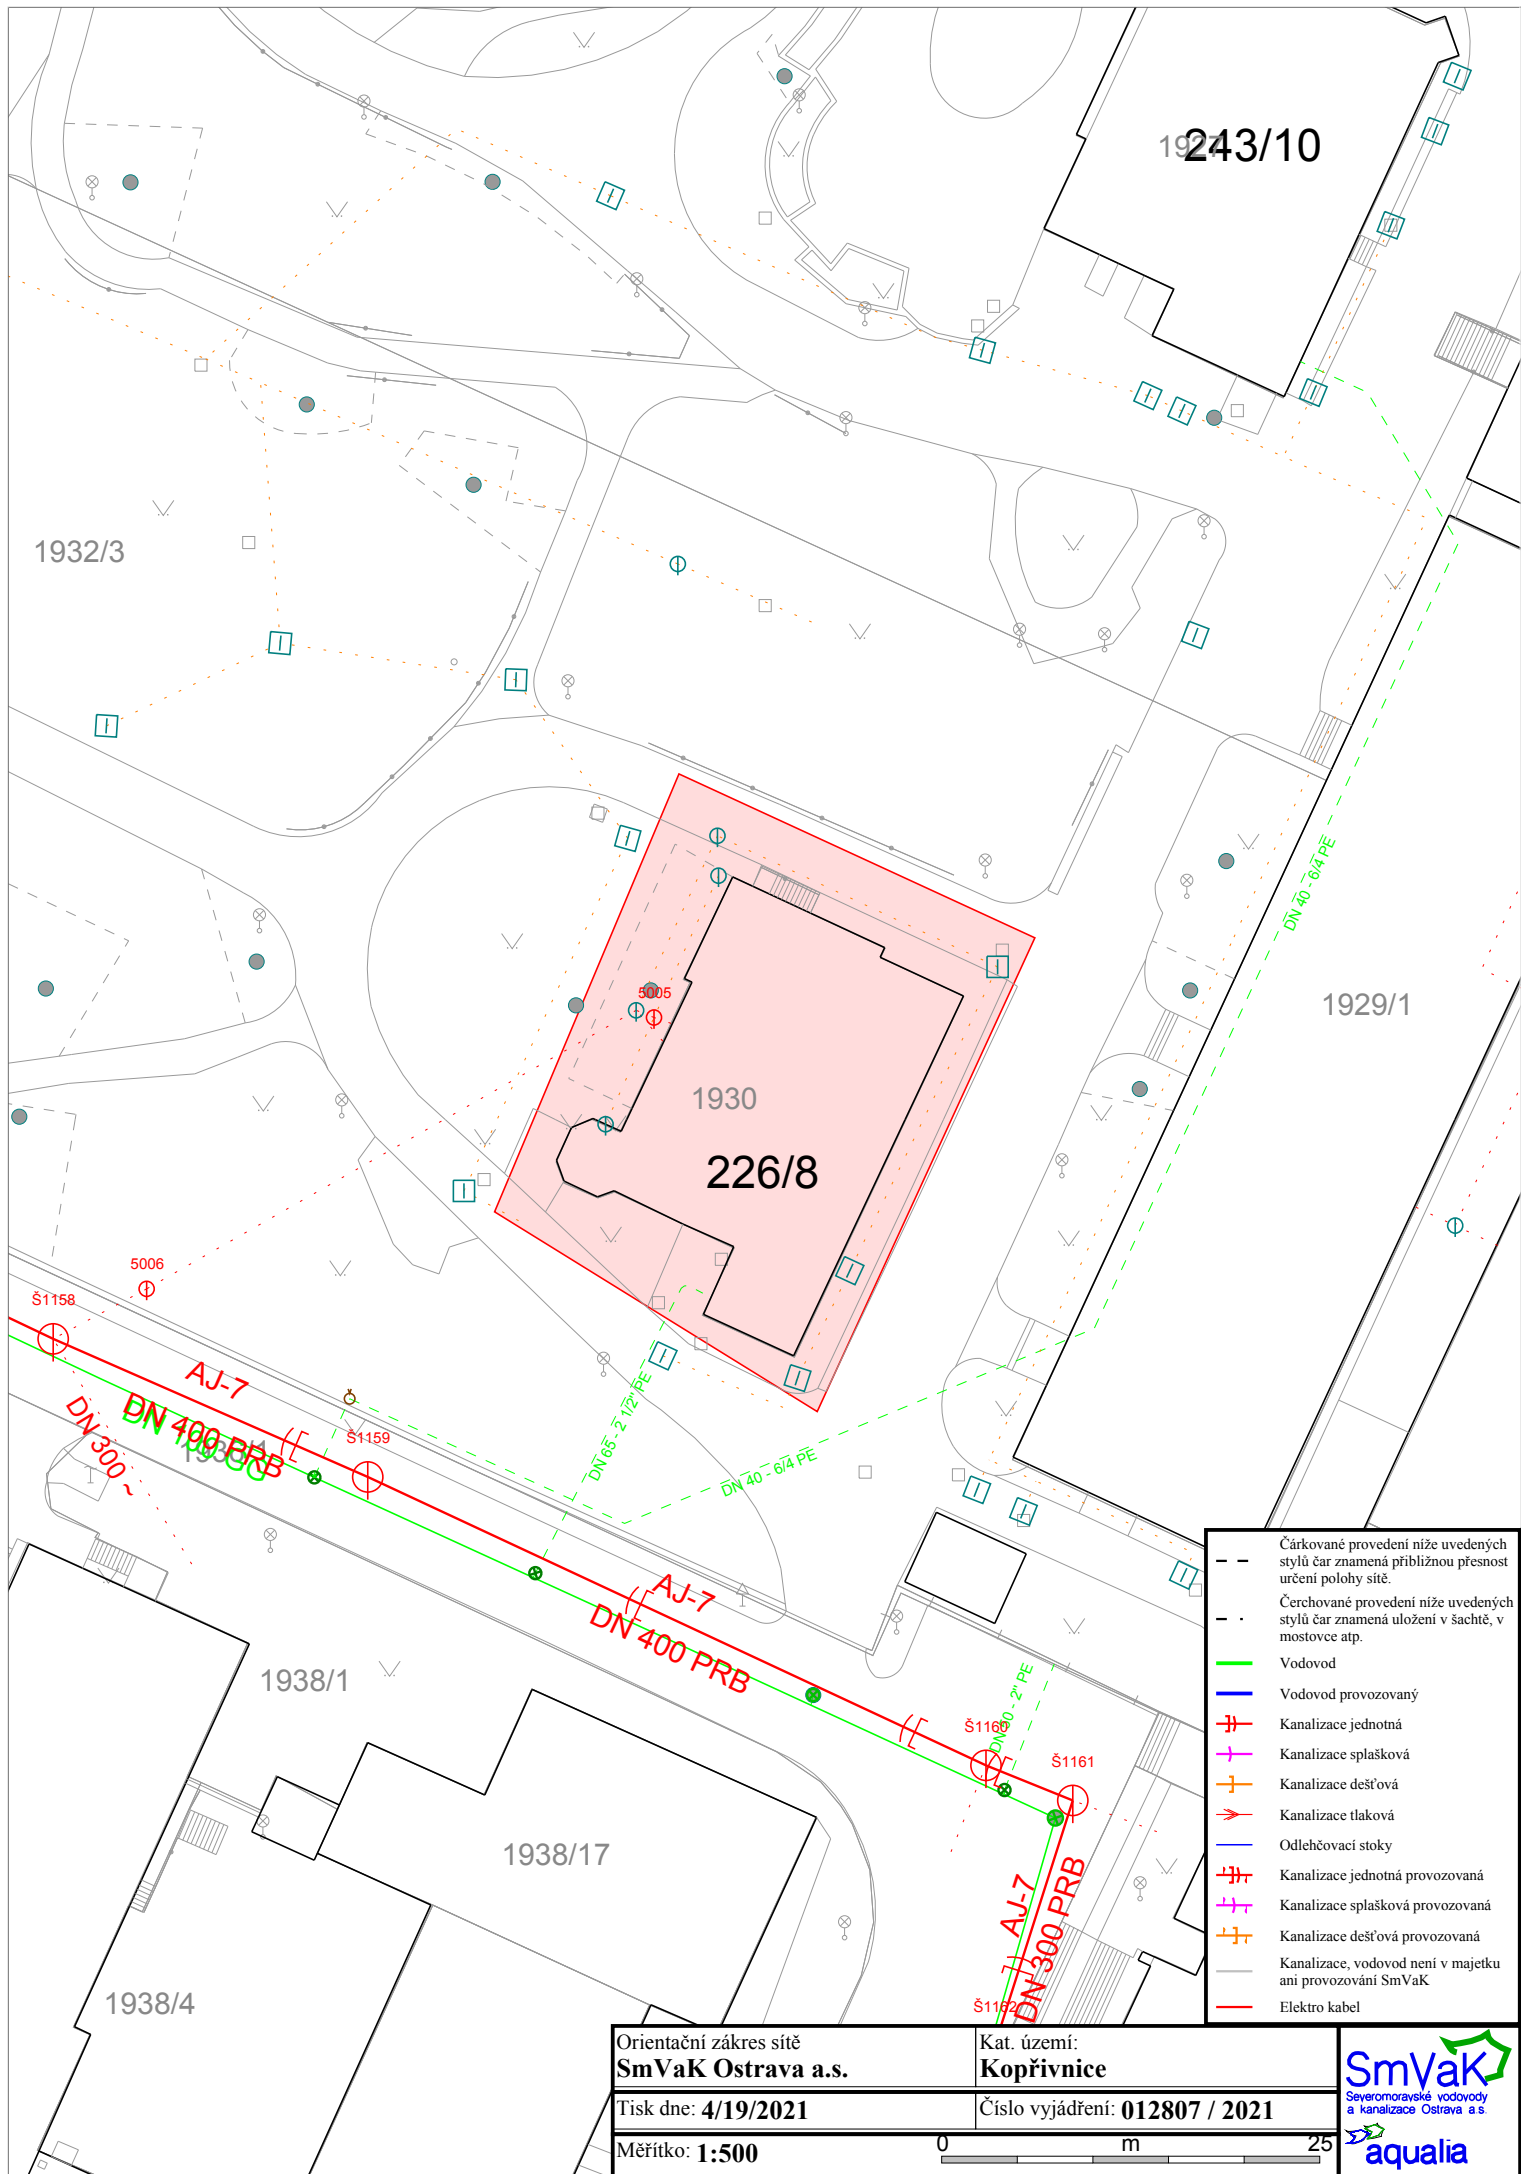 243/10
1927
1932/3
DN 40 - 6/4 PE
1929/1
5005
1930
226/8
5006
Š1158
AJ-7
DN 400 PRB
DN 300 ~
Š1159
DN 65 - 2 1/2" PE
DN 40 - 6/4 PE
AJ-7
DN 400 PRB
1938/1
Š1160
DN 50 - 2" PE
Š1161
1938/17
AJ-7
DN 300 PRB
1938/4
Š1162
Čárkované provedení níže uvedených
stylů čar znamená přibližnou přesnost
určení polohy sítě.
Čerchované provedení níže uvedených
stylů čar znamená uložení v šachtě, v
mostovce atp.
Vodovod
Vodovod provozovaný
Kanalizace jednotná
Kanalizace splašková
Kanalizace dešťová
Kanalizace tlaková
Odlehčovací stoky
Kanalizace jednotná provozovaná
Kanalizace splašková provozovaná
Kanalizace dešťová provozovaná
Kanalizace, vodovod není v majetku
ani provozování SmVaK
Elektro kabel
Orientační zákres sítě
SmVaK Ostrava a.s.
Kat. území:
Kopřivnice
Tisk dne: 4/19/2021
Číslo vyjádření: 012807 / 2021
Měřítko: 1:500
0 m 25
SmVaK
Severomoravské vodovody
a kanalizace Ostrava a.s.
aqualia